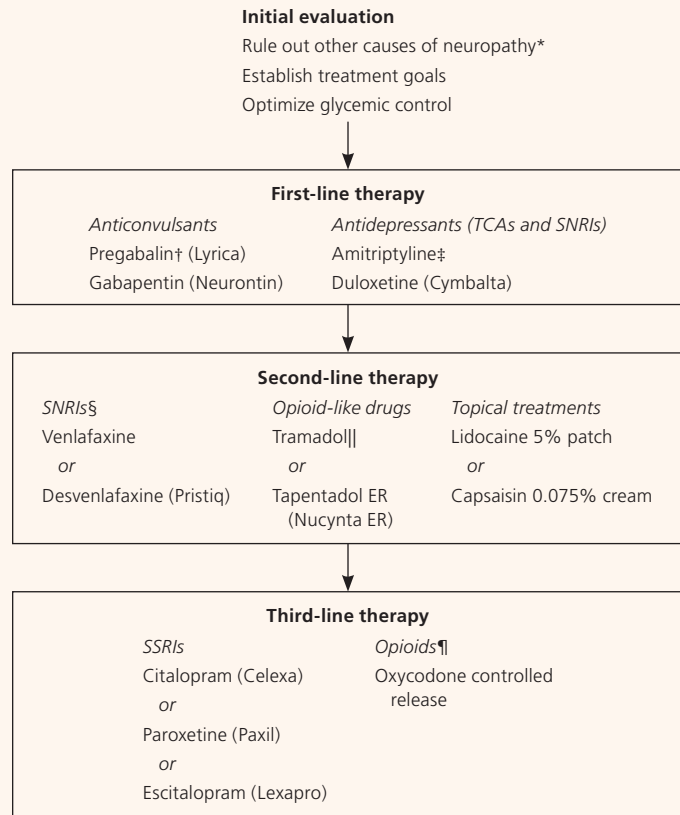 Initial evaluation
Rule out other causes of neuropathy*
Establish treatment goals
Optimize glycemic control
First-line therapy
Anticonvulsants
Pregabalin† (Lyrica)
Gabapentin (Neurontin)
Antidepressants (TCAs and SNRIs)
Amitriptyline‡
Duloxetine (Cymbalta)
Second-line therapy
SNRIs§
Venlafaxine
or
Desvenlafaxine (Pristiq)
Opioid-like drugs
Tramadol||
or
Tapentadol ER
(Nucynta ER)
Topical treatments
Lidocaine 5% patch
or
Capsaisin 0.075% cream
Third-line therapy
SSRIs
Citalopram (Celexa)
or
Paroxetine (Paxil)
or
Escitalopram (Lexapro)
Opioids¶
Oxycodone controlled
release